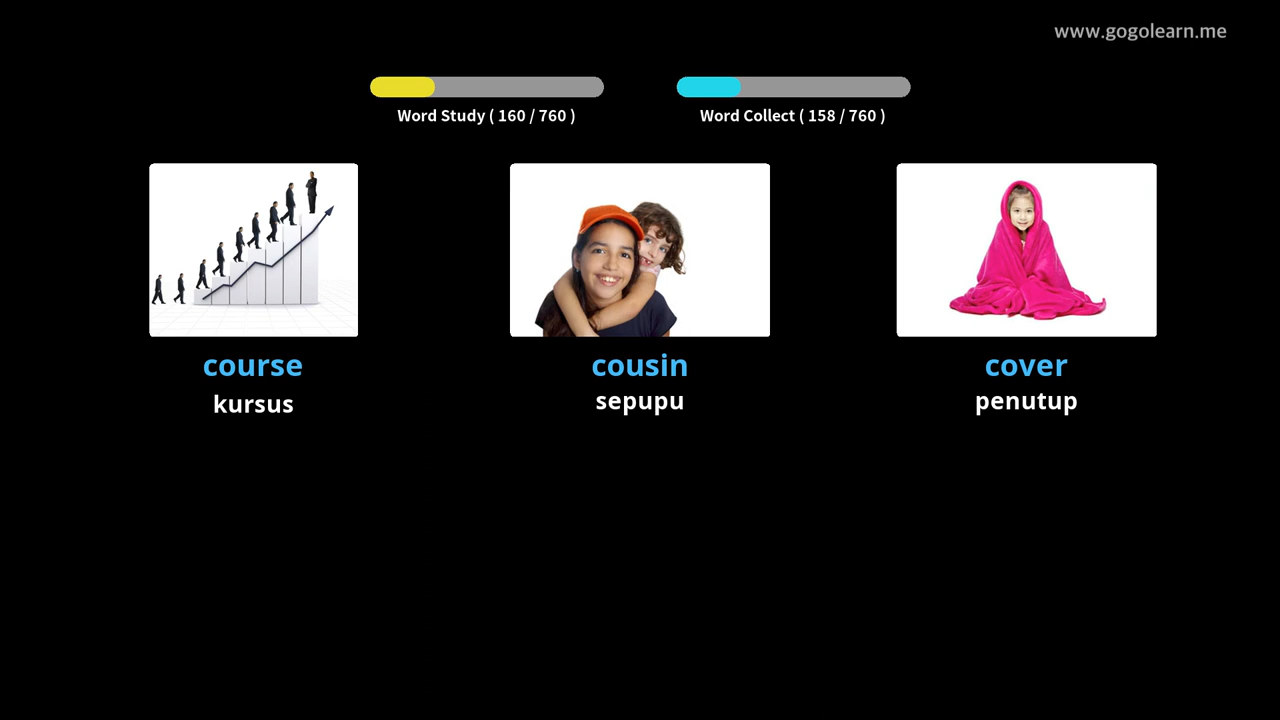 www.gogolearn.me
Word Study ( 160 / 760 )
Word Collect ( 158 / 760 )
course
kursus
cousin
sepupu
cover
penutup